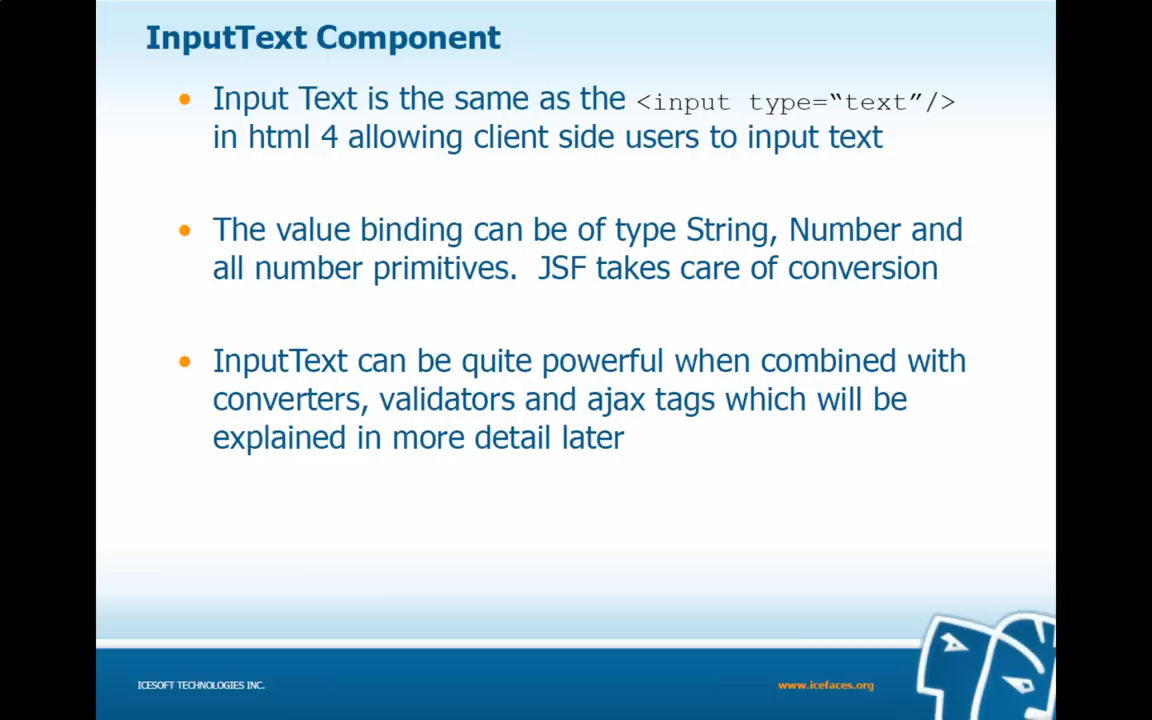 InputText Component
• Input Text is the same as the <input type=“text”/>
in html 4 allowing client side users to input text
• The value binding can be of type String, Number and
all number primitives.  JSF takes care of conversion
• InputText can be quite powerful when combined with
converters, validators and ajax tags which will be
explained in more detail later
ICESOFT TECHNOLOGIES INC.
www.icefaces.org